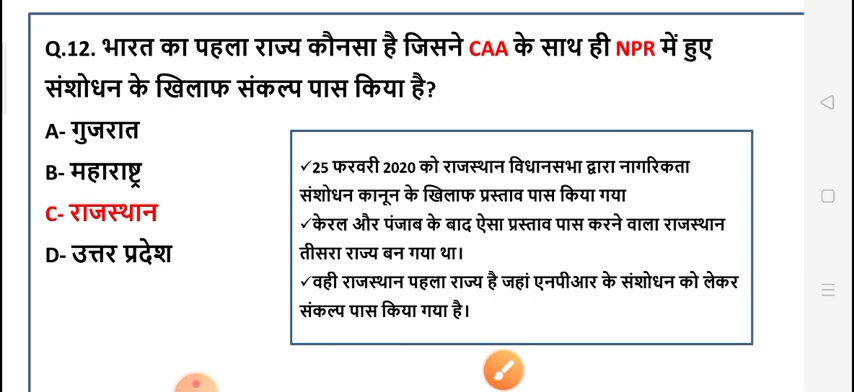 Q.12. भारत का पहला राज्य कौनसा है जिसने CAA के साथ ही NPR में हुए
संशोधन के खिलाफ संकल्प पास किया है?
A- गुजरात
B- महाराष्ट्र
C- राजस्थान
D- उत्तर प्रदेश
✓25 फरवरी 2020 को राजस्थान विधानसभा द्वारा नागरिकता
संशोधन कानून के खिलाफ प्रस्ताव पास किया गया
✓केरल और पंजाब के बाद ऐसा प्रस्ताव पास करने वाला राजस्थान
तीसरा राज्य बन गया था।
✓वही राजस्थान पहला राज्य है जहां एनपीआर के संशोधन को लेकर
संकल्प पास किया गया है।